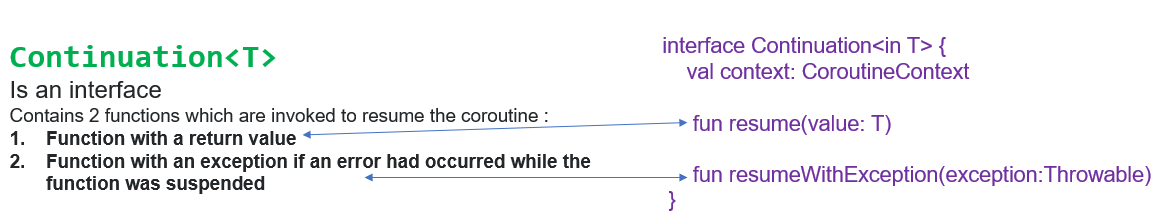 Continuation<T>
Is an interface
Contains 2 functions which are invoked to resume the coroutine :
1. Function with a return value
2. Function with an exception if an error had occurred while the
function was suspended
interface Continuation<in T> {
val context: CoroutineContext
fun resume(value: T)
fun resumeWithException(exception:Throwable)
}